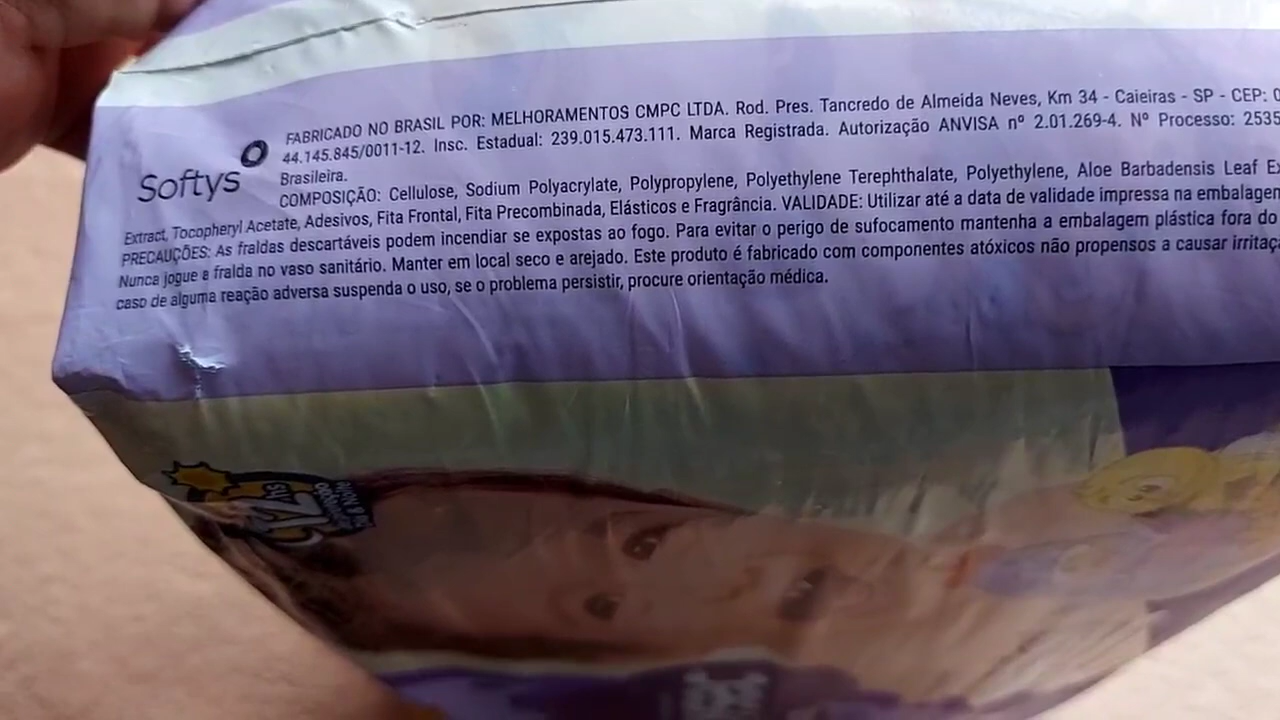 FABRICADO NO BRASIL POR: MELHORAMENTOS CMPC LTDA. Rod. Pres. Tancredo de Almeida Neves, Km 34 - Caieiras - SP - CEP: 0
44.145.845/0011-12. Insc. Estadual: 239.015.473.111. Marca Registrada. Autorização ANVISA nº 2.01.269-4. Nº Processo: 2535
Softys
Brasileira.
COMPOSIÇÃO: Cellulose, Sodium Polyacrylate, Polypropylene, Polyethylene Terephthalate, Polyethylene, Aloe Barbadensis Leaf Ex
Extract, Tocopheryl Acetate, Adesivos, Fita Frontal, Fita Precombinada, Elásticos e Fragrância. VALIDADE: Utilizar até a data de validade impressa na embalagen
PRECAUÇÕES: As fraldas descartáveis podem incendiar se expostas ao fogo. Para evitar o perigo de sufocamento mantenha a embalagem plástica fora do
Nunca jogue a fralda no vaso sanitário. Manter em local seco e arejado. Este produto é fabricado com componentes atóxicos não propensos a causar irritaç
caso de alguma reação adversa suspenda o uso, se o problema persistir, procure orientação médica.
12